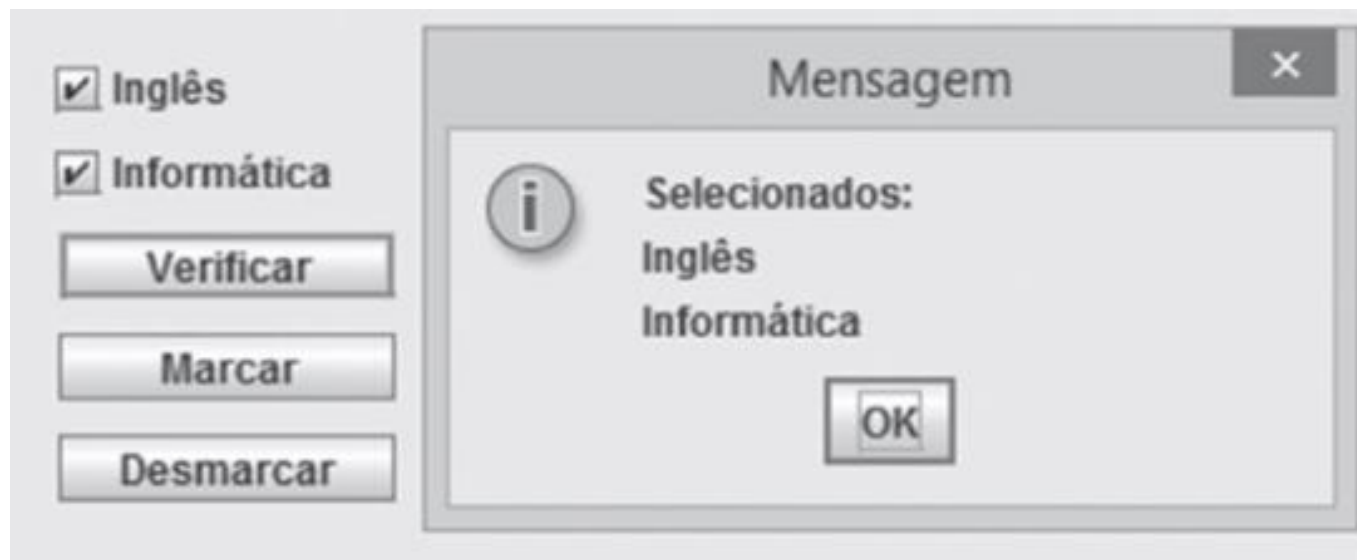 Inglês
Informática
Verificar
Marcar
Desmarcar
Mensagem
Selecionados:
Inglês
Informática
OK